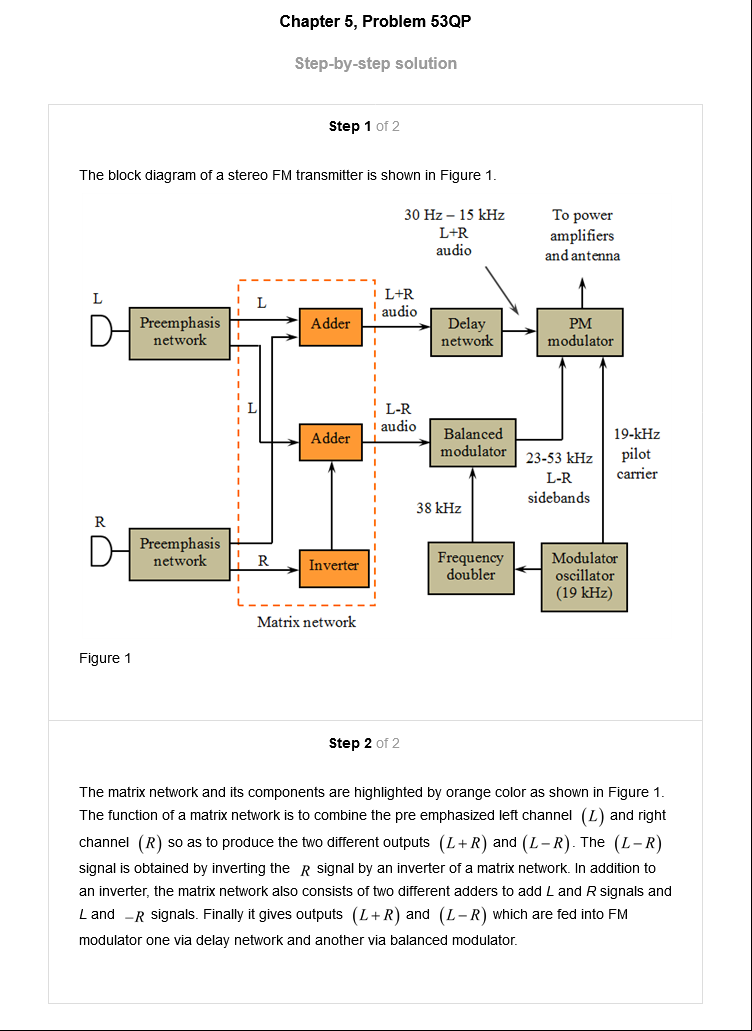 Chapter 5, Problem 53QP
Step-by-step solution
Step 1 of 2
The block diagram of a stereo FM transmitter is shown in Figure 1.
30 Hz – 15 kHz
L+R
audio
To power
amplifiers
and antenna
L
Preemphasis
network
L
Adder
L+R
audio
Delay
network
PM
modulator
L
Adder
L-R
audio
Balanced
modulator
23-53 kHz
L-R
sidebands
19-kHz
pilot
carrier
38 kHz
R
Preemphasis
network
R
Inverter
Frequency
doubler
Modulator
oscillator
(19 kHz)
Matrix network
Figure 1
Step 2 of 2
The matrix network and its components are highlighted by orange color as shown in Figure 1.
The function of a matrix network is to combine the pre emphasized left channel (L) and right
channel (R) so as to produce the two different outputs (L+R) and (L−R). The (L−R)
signal is obtained by inverting the R signal by an inverter of a matrix network. In addition to
an inverter, the matrix network also consists of two different adders to add L and R signals and
L and −R signals. Finally it gives outputs (L+R) and (L−R) which are fed into FM
modulator one via delay network and another via balanced modulator.